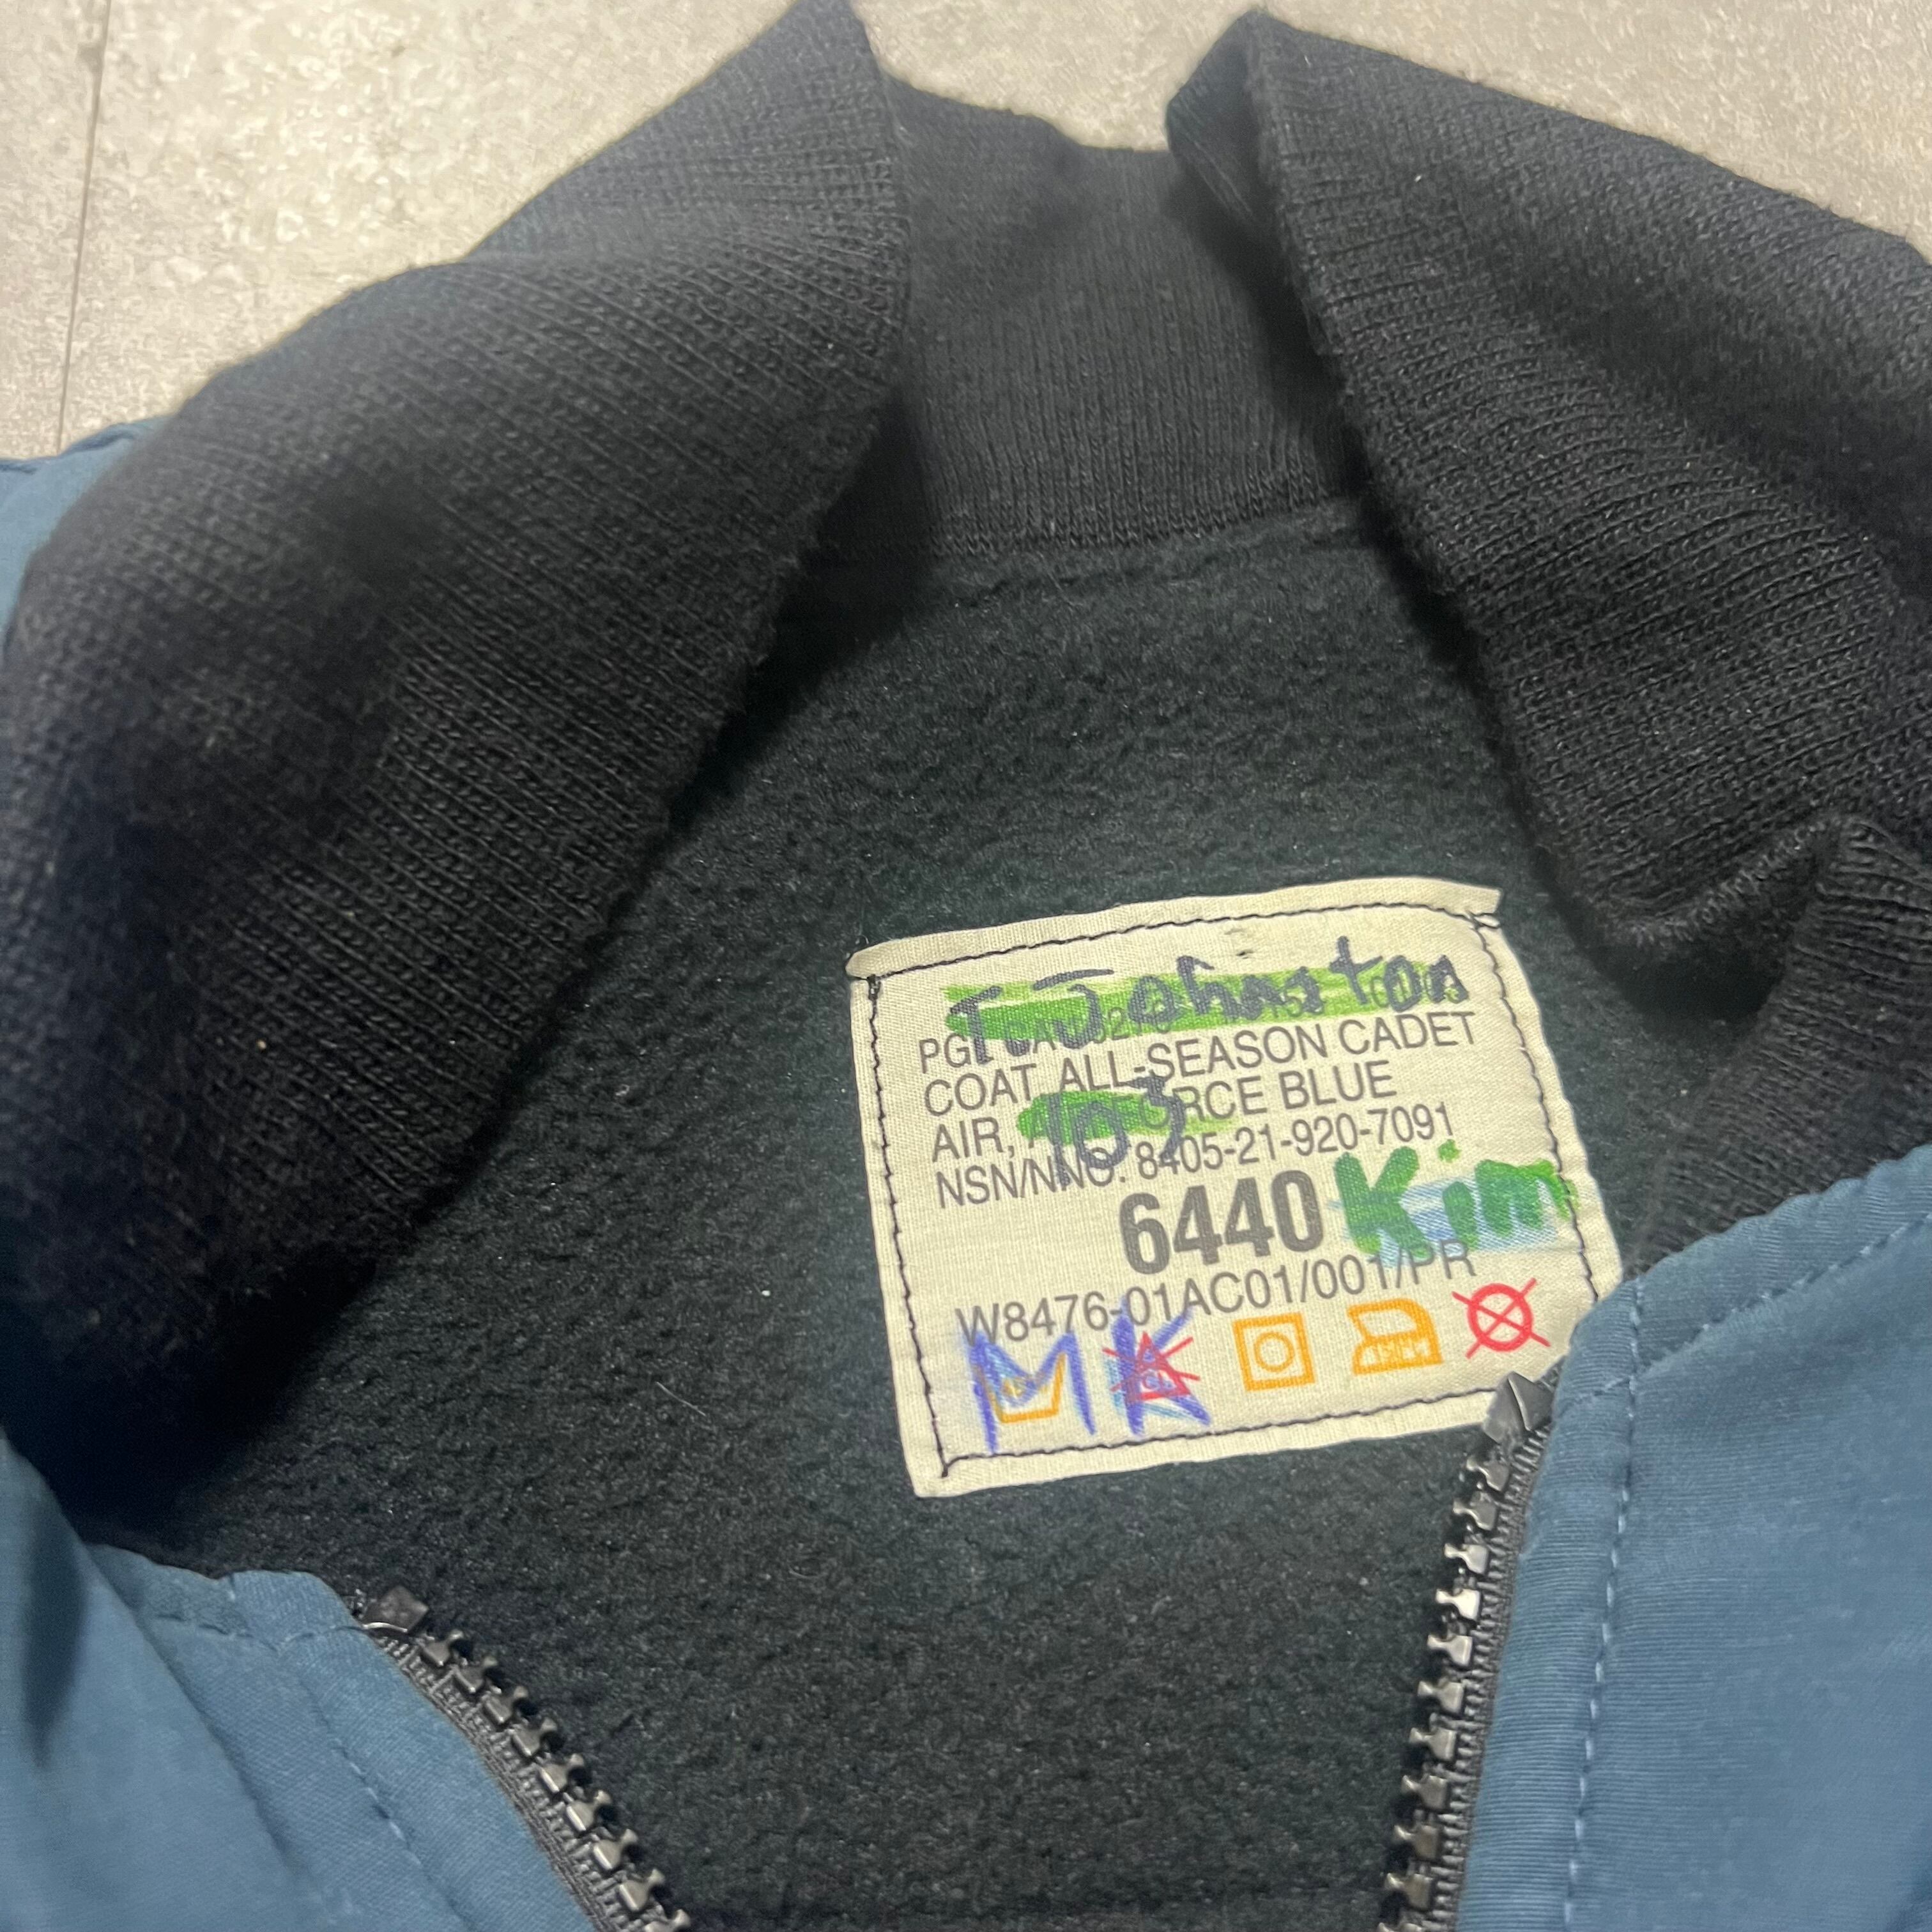 Johnston
PG
COAT, ALL-SEASON CADET
AIR, RCE BLUE
103
NSN/NNO: 8405-21-920-7091
6440 Kim
W8476-01AC01/001/PR
MK